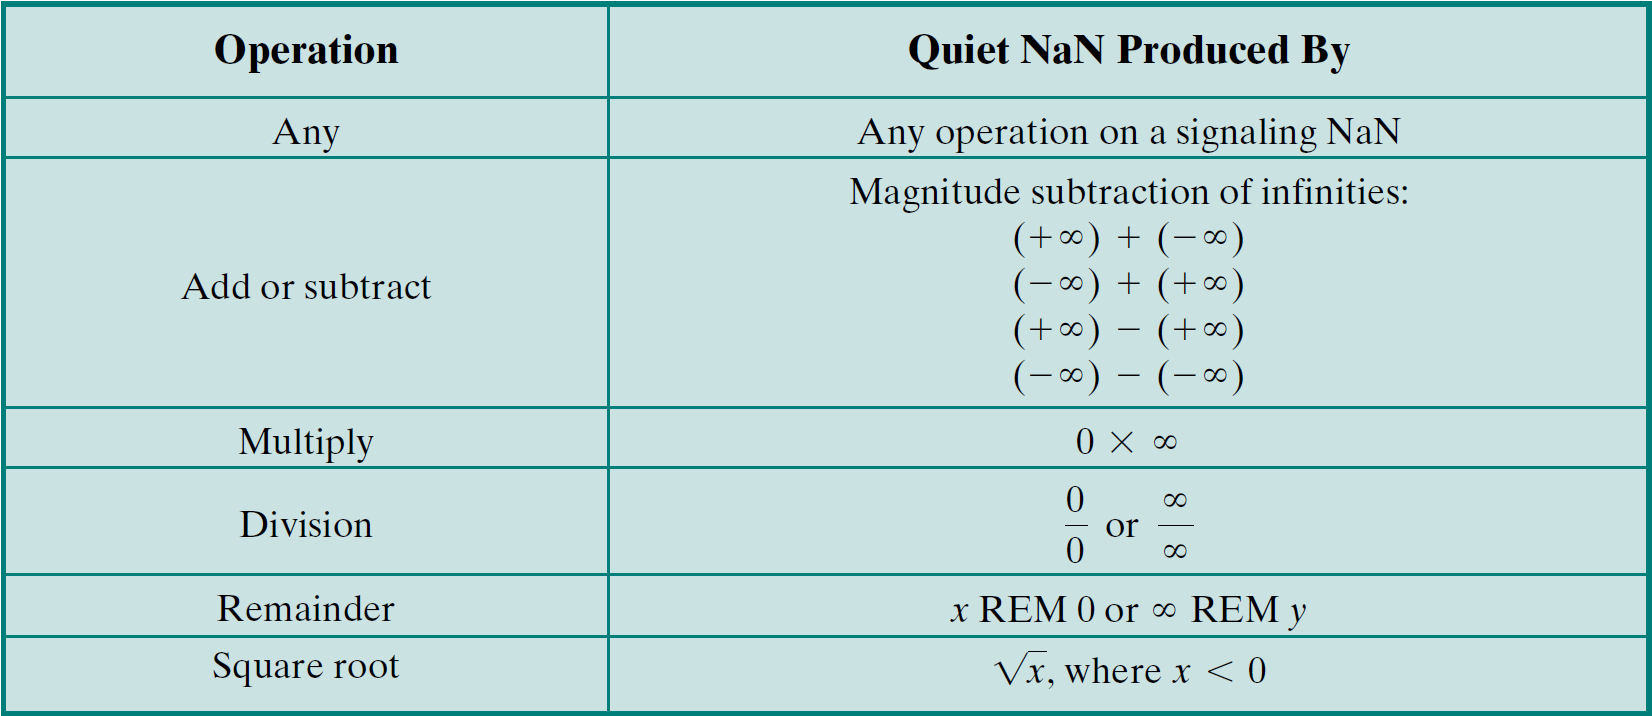 Operation Quiet NaN Produced By
Any Any operation on a signaling NaN
Add or subtract
Magnitude subtraction of infinities:
(+∞) + (−∞)
(−∞) + (+∞)
(+∞) − (+∞)
(−∞) − (−∞)
Multiply 0 × ∞
Division 0/0 or ∞/∞
Remainder x REM 0 or ∞ REM y
Square root √x, where x < 0